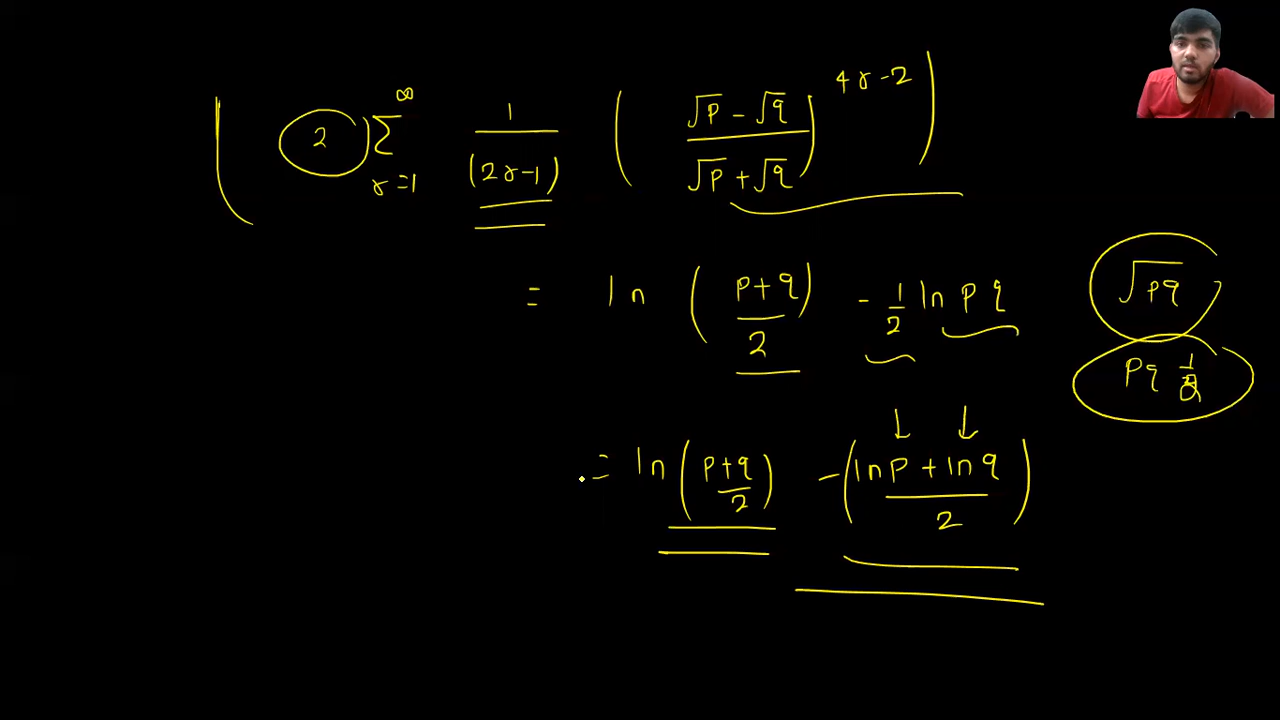 ( 2 ∑_{r=1}^{∞} 1/(2r-1) ( (√p - √q)/(√p + √q) )^{4r-2} )
= ln ( (p+q)/2 ) - 1/2 ln pq
√pq
pq 1/2
= ln ( (p+q)/2 ) - ( (ln p + ln q)/2 )